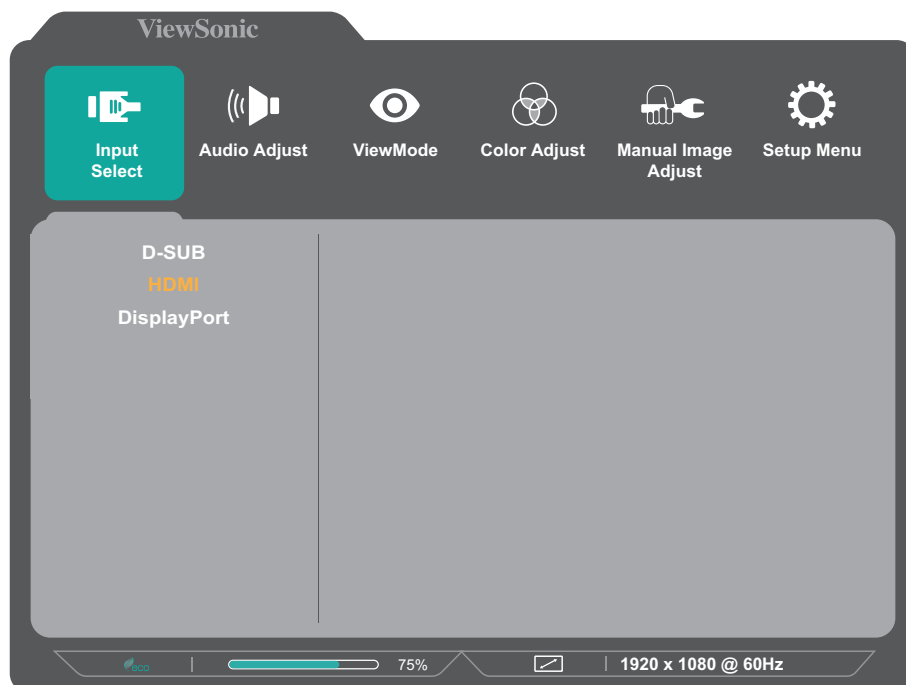 ViewSonic
Input
Select
Audio Adjust
ViewMode
Color Adjust
Manual Image
Adjust
Setup Menu
D-SUB
HDMI
DisplayPort
eco
75%
1920 x 1080 @ 60Hz